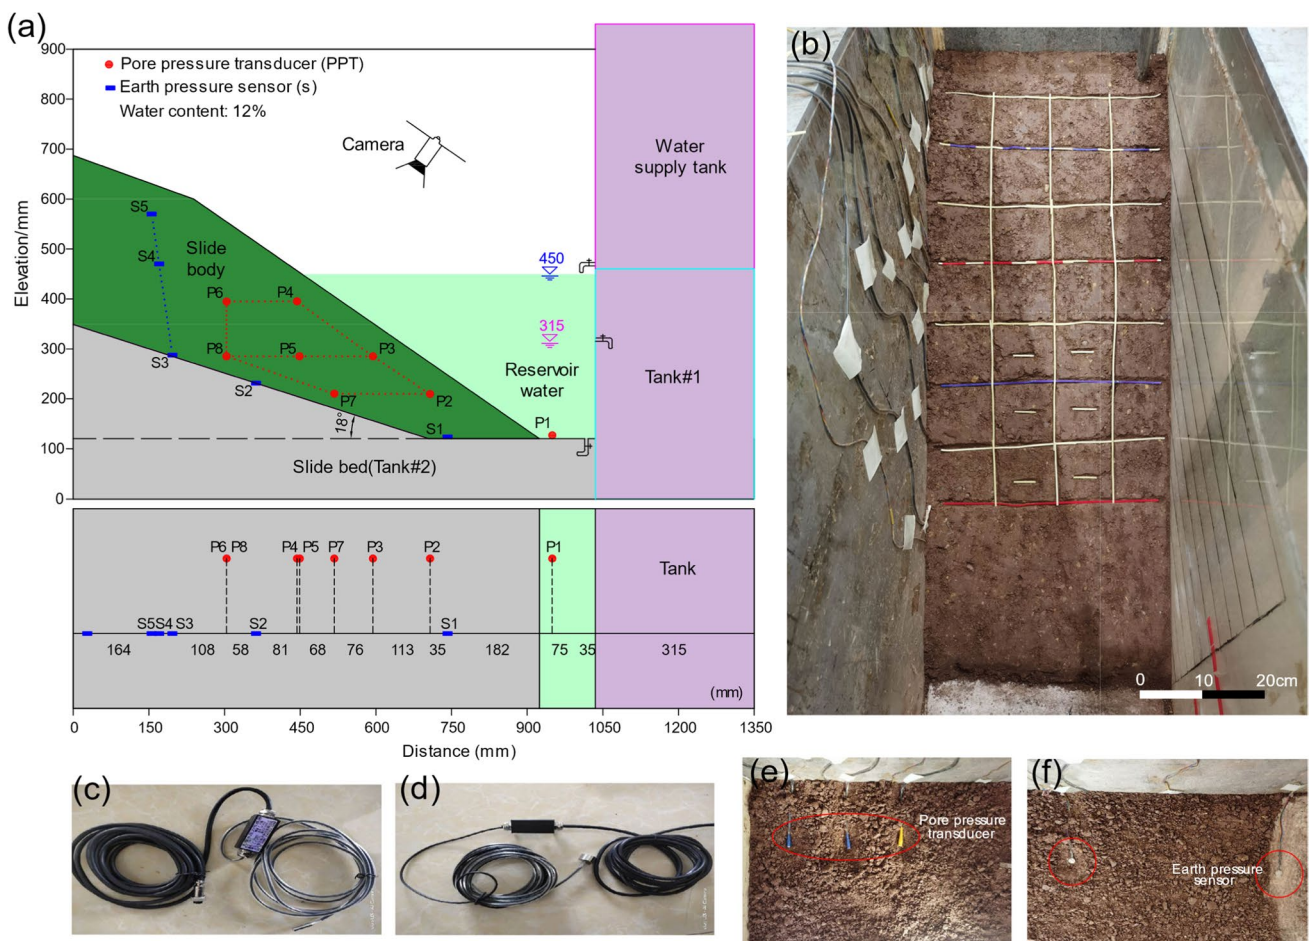 (a)
900
800
700
600
500
400
300
200
100
0
Elevation/mm
Pore pressure transducer (PPT)
Earth pressure sensor (s)
Water content: 12%
Camera
Water
supply tank
S5
S4
Slide
body
P6
P4
450
315
P8
P5
P3
S3
S2
Reservoir
water
Tank#1
P7
P2
18°
S1
P1
Slide bed(Tank#2)
P6 P8
P4 P5 P7 P3 P2 P1
Tank
S5 S4 S3 S2 S1
164 108 58 81 68 76 113 35 182 75 35 315
(mm)
0 150 300 450 600 750 900 1050 1200 1350
Distance (mm)
(b)
0 10 20cm
(c)
(d)
(e)
Pore pressure
transducer
(f)
Earth pressure
sensor